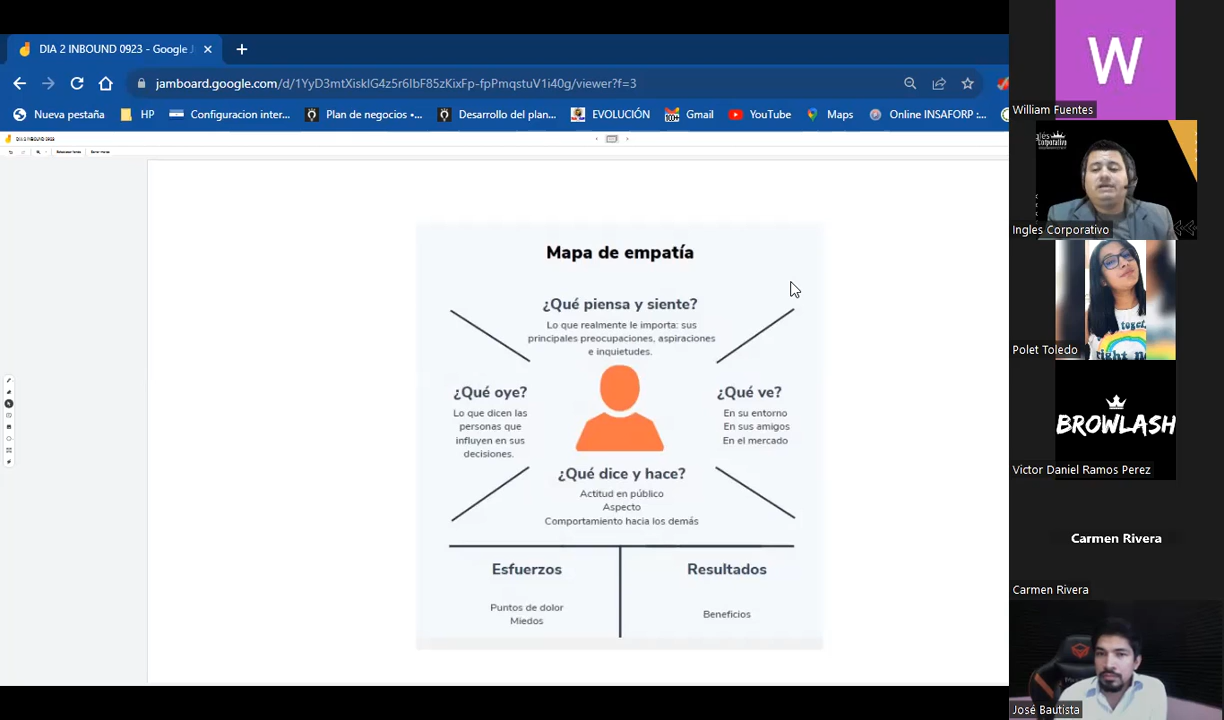 DIA 2 INBOUND 0923 - Google J
jamboard.google.com/d/1YyD3mtXiskIG4z5r6IbF85zKixFp-fpPmqstuV1i40g/viewer?f=3
Nueva pestaña
HP
Configuracion inter...
Plan de negocios •...
Desarrollo del plan...
EVOLUCIÓN
Gmail
YouTube
Maps
Online INSAFORP :...
DIA 2 INBOUND 0923
Mapa de empatía
¿Qué piensa y siente?
Lo que realmente le importa: sus
principales preocupaciones, aspiraciones
e inquietudes.
¿Qué oye?
Lo que dicen las
personas que
influyen en sus
decisiones.
¿Qué ve?
En su entorno
En sus amigos
En el mercado
¿Qué dice y hace?
Actitud en público
Aspecto
Comportamiento hacia los demás
Esfuerzos
Puntos de dolor
Miedos
Resultados
Beneficios
W
William Fuentes
Ingles Corporativo
Polet Toledo
BROWLASH
Victor Daniel Ramos Perez
Carmen Rivera
Carmen Rivera
José Bautista